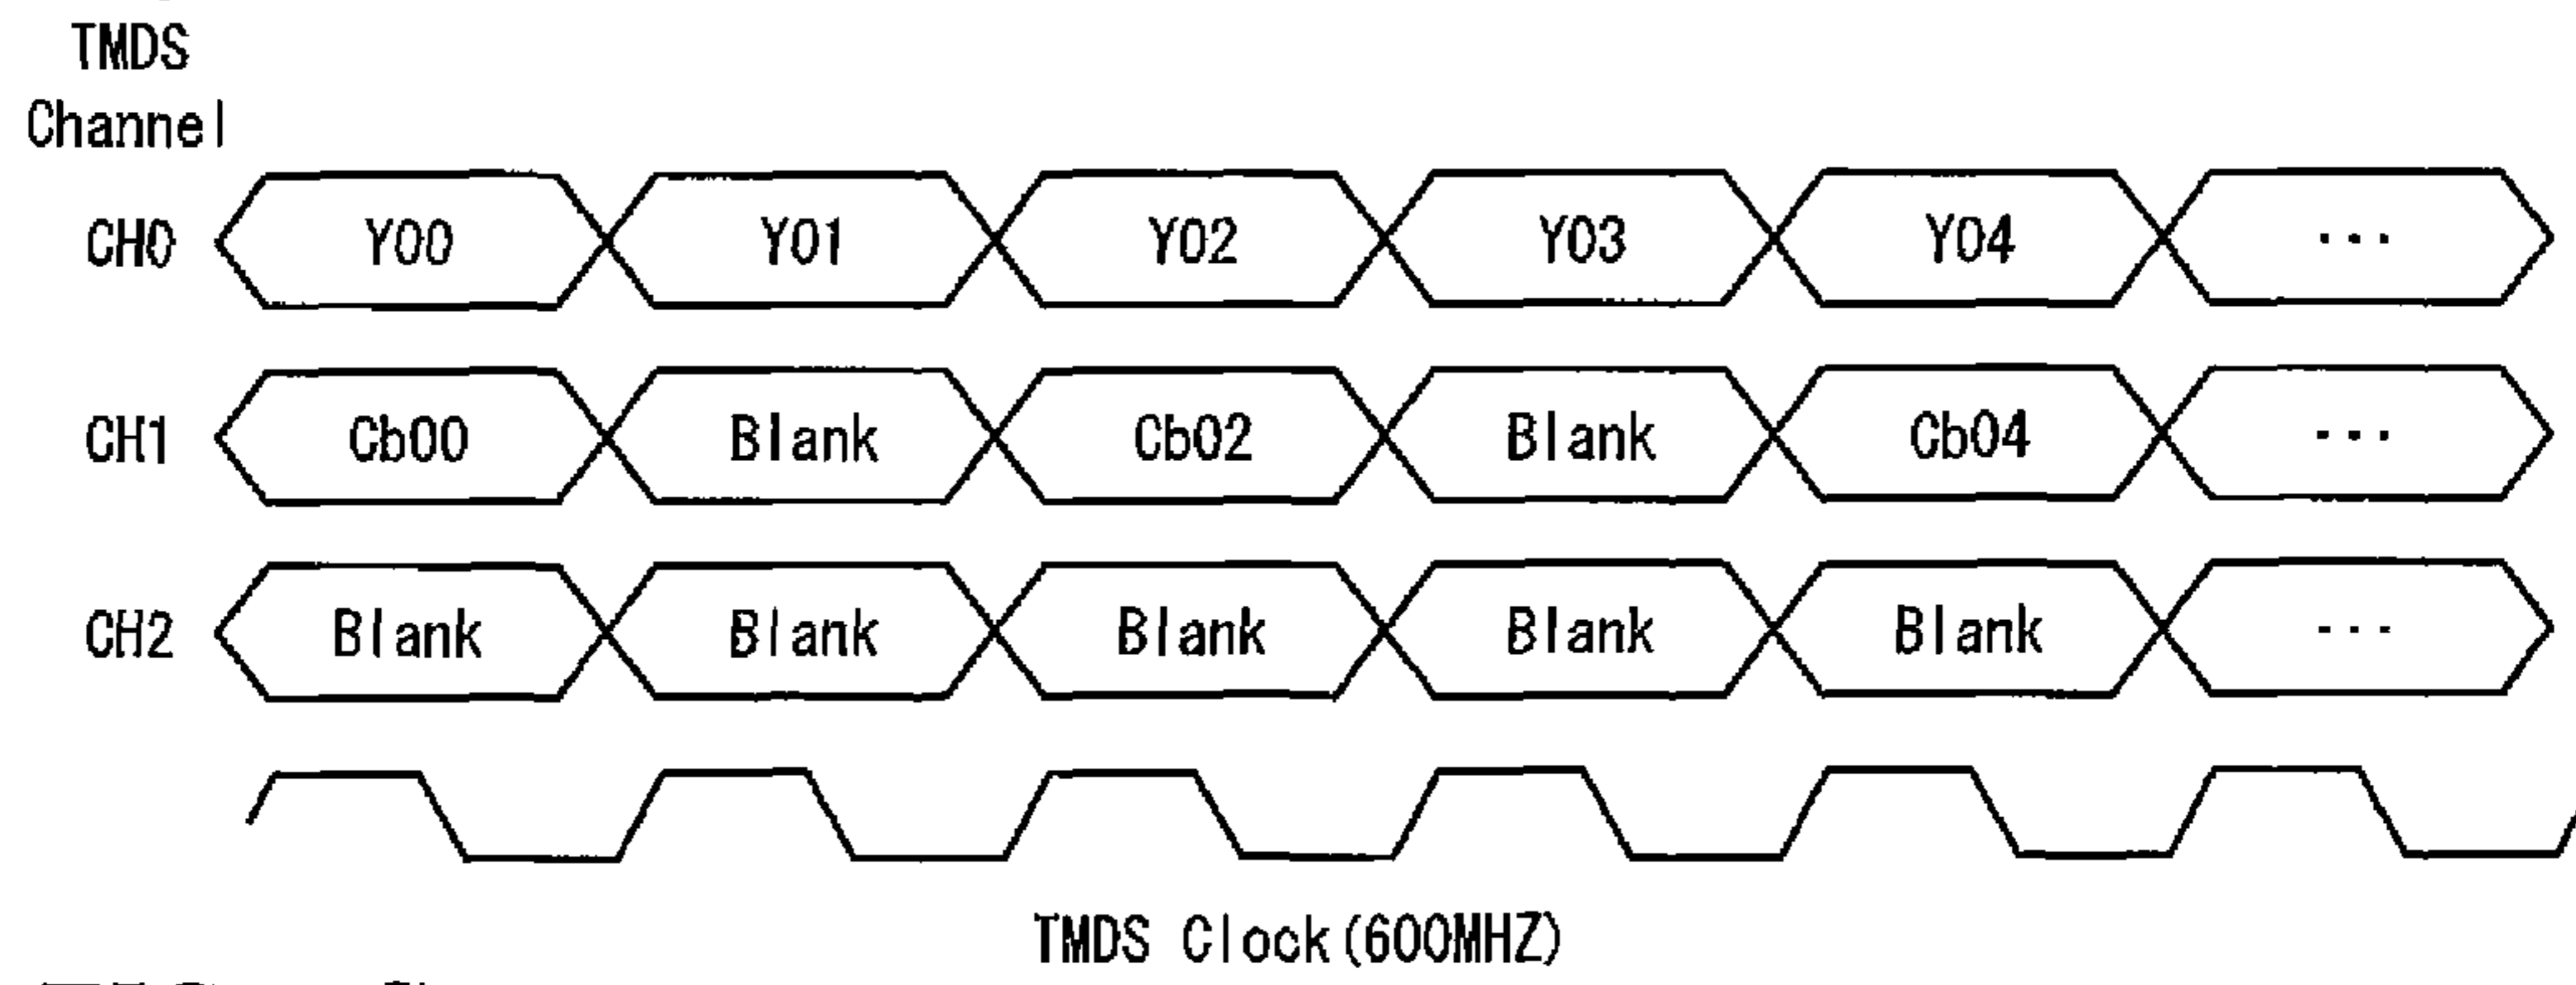 TMDS
Channel
CH0 Y00 Y01 Y02 Y03 Y04 ...
CH1 Cb00 Blank Cb02 Blank Cb04 ...
CH2 Blank Blank Blank Blank Blank ...
TMDS Clock(600MHZ)